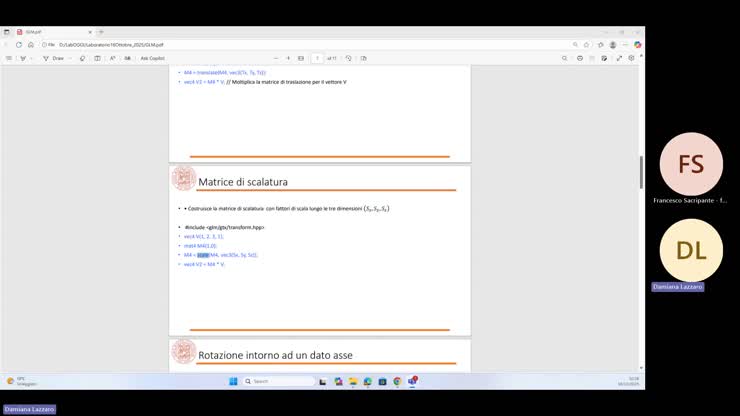 GLM.pdf
File D:/LabOGGI/Laboratorio16Ottobre_2025/GLM.pdf
Draw Ask Copilot of 17
M4 = translate(M4, vec3(Tx, Ty, Tz))
vec4 V2 = M4 * V; // Moltiplica la matrice di traslazione per il vettore V
Matrice di scalatura
• Costruisce la matrice di scalatura con fattori di scala lungo le tre dimensioni (Sx, Sy, Sz)
#include <glm/gtx/transform.hpp>
vec4 V(1, 2, 3, 1);
mat4 M4(1.0);
M4 = scale(M4, vec3(Sx, Sy, Sz));
vec4 V2 = M4 * V;
Rotazione intorno ad un dato asse
FS
Francesco Sacripante - f...
DL
Damiana Lazzaro
Search
Damiana Lazzaro